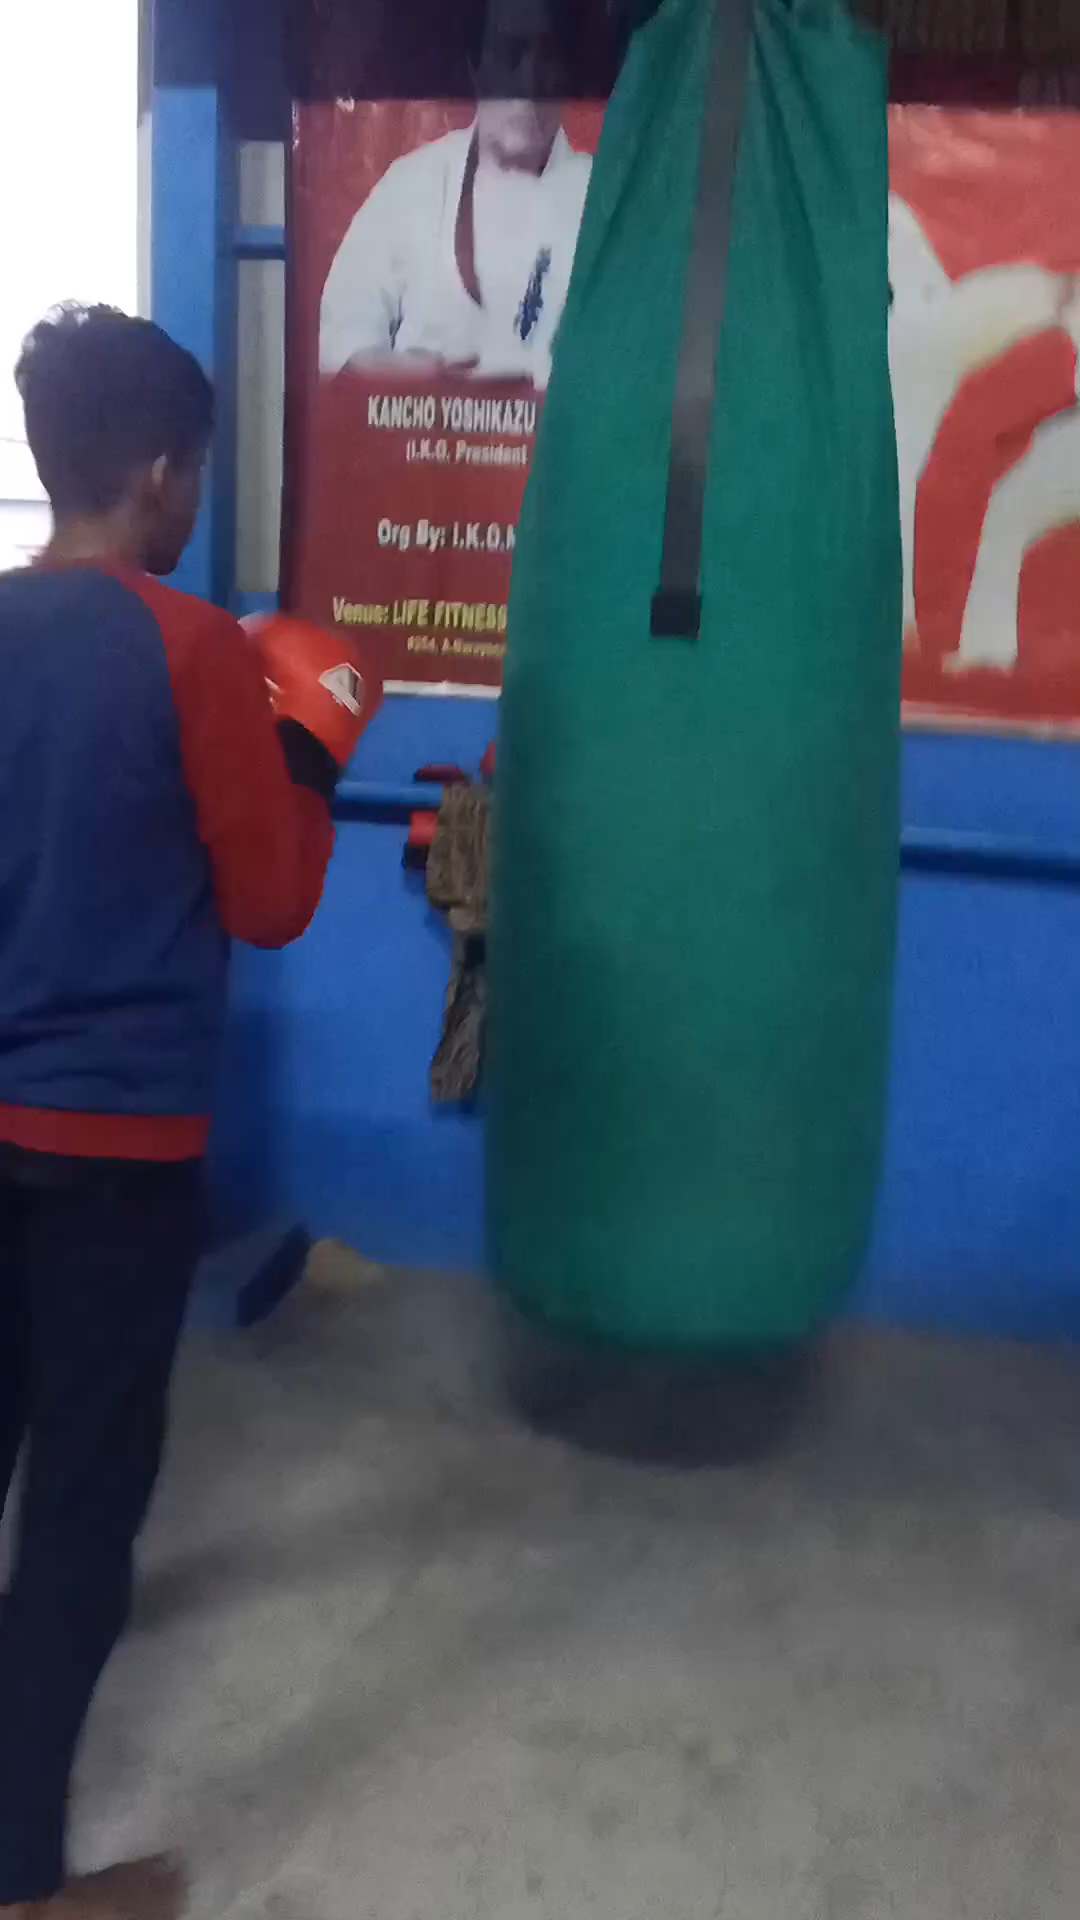 KANCHO YOSHIKAZU
(I.K.O. President
Org By: I.K.O.
Venue: LIFE FITNESS